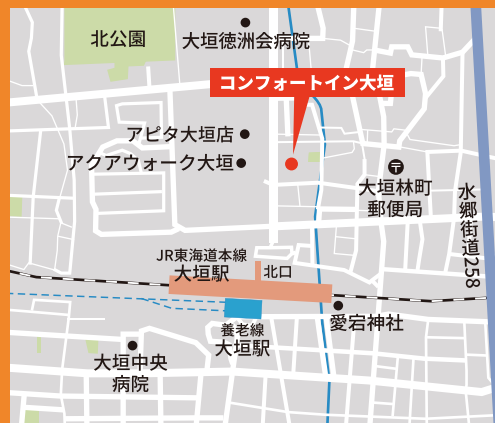 北公園
大垣徳洲会病院
コンフォートイン大垣
アピタ大垣店
アクアウォーク大垣
〒
大垣林町
郵便局
水郷街道258
JR東海道本線
大垣駅
北口
養老線
大垣駅
愛宕神社
大垣中央
病院